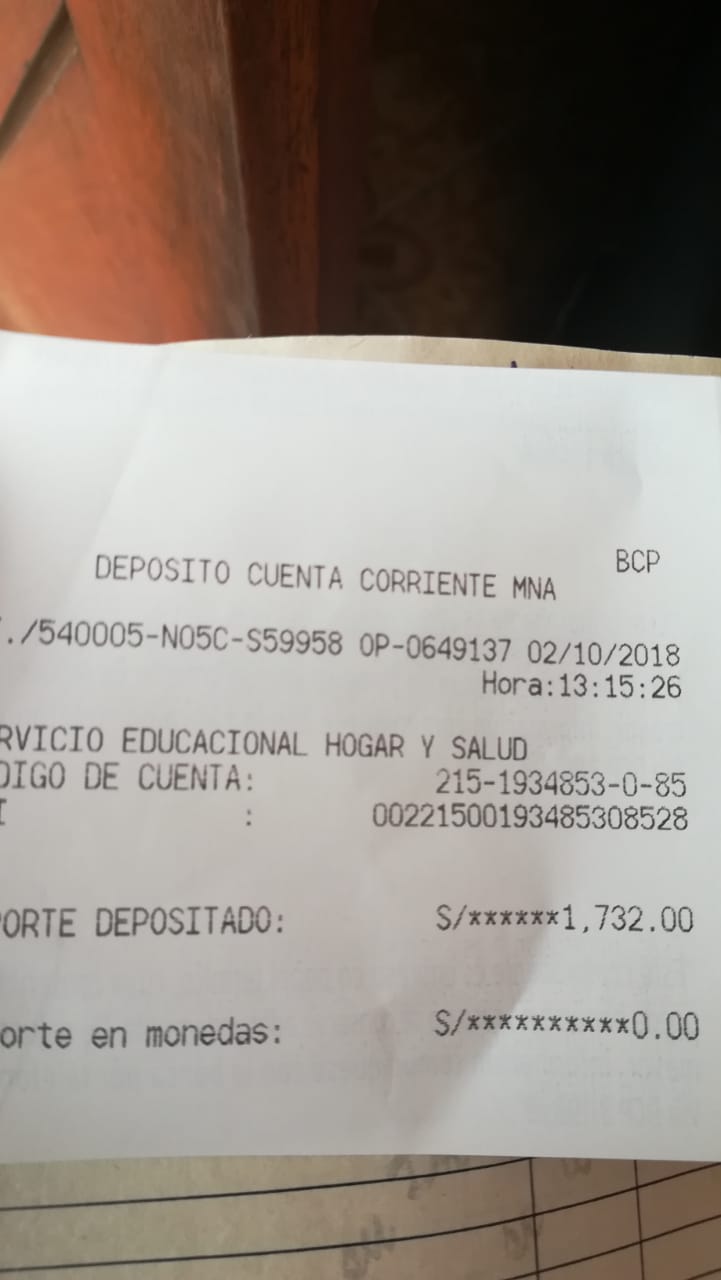 BCP
DEPOSITO CUENTA CORRIENTE MNA
./540005-N05C-S59958 OP-0649137 02/10/2018
Hora:13:15:26
RVICIO EDUCACIONAL HOGAR Y SALUD
DIGO DE CUENTA: 215-1934853-0-85
I : 00221500193485308528
PORTE DEPOSITADO: S/******1,732.00
orte en monedas: S/**********0.00